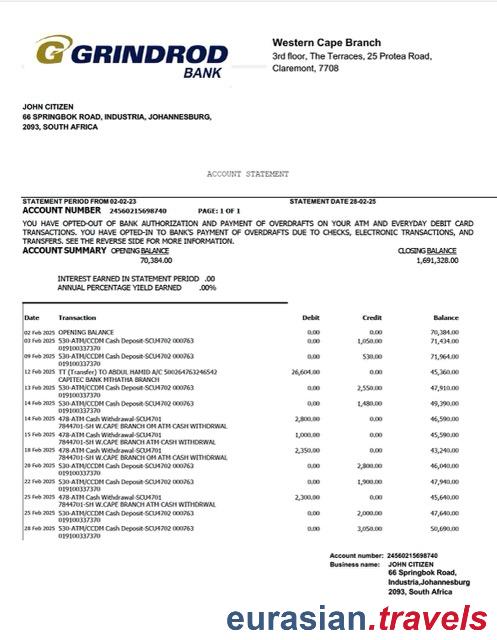 GRINDROD
BANK
Western Cape Branch
3rd floor, The Terraces, 25 Protea Road,
Claremont, 7708
JOHN CITIZEN
66 SPRINGBOK ROAD, INDUSTRIA, JOHANNESBURG,
2093, SOUTH AFRICA
ACCOUNT STATEMENT
STATEMENT PERIOD FROM 02-02-23 STATEMENT DATE 28-02-25
ACCOUNT NUMBER 24560215698740 PAGE: 1 OF 1
YOU HAVE OPTED-OUT OF BANK AUTHORIZATION AND PAYMENT OF OVERDRAFTS ON YOUR ATM AND EVERYDAY DEBIT CARD
TRANSACTIONS. YOU HAVE OPTED-IN TO BANK'S PAYMENT OF OVERDRAFTS DUE TO CHECKS, ELECTRONIC TRANSACTIONS, AND
TRANSFERS. SEE THE REVERSE SIDE FOR MORE INFORMATION.
ACCOUNT SUMMARY OPENING BALANCE CLOSING BALANCE
70,384.00 1,691,328.00
INTEREST EARNED IN STATEMENT PERIOD .00
ANNUAL PERCENTAGE YIELD EARNED .00%
Date Transaction Debit Credit Balance
02 Feb 2025 OPENING BALANCE 0.00 0.00 70,384.00
03 Feb 2025 530-ATM/CCDM Cash Deposit-SCU4702 000763 0.00 1,050.00 71,434.00
019100337370
09 Feb 2025 530-ATM/CCDM Cash Deposit-SCU4702 000763 0.00 530.00 71,964.00
019100337370
12 Feb 2025 TT (Transfer) TO ABDUL HAMID A/C 500264763246542 26,604.00 0.00 45,360.00
CAPITEC BANK MTHATHA BRANCH
13 Feb 2025 530-ATM/CCDM Cash Deposit-SCU4702 000763 0.00 2,550.00 47,910.00
019100337370
14 Feb 2025 530-ATM/CCDM Cash Deposit-SCU4702 000763 0.00 1,480.00 49,390.00
019100337370
14 Feb 2025 478-ATM Cash Withdrawal-SCU4701 2,800.00 0.00 46,590.00
7844701-SH W.CAPE BRANCH OM ATM CASH WITHDRWAL
15 Feb 2025 478-ATM Cash Withdrawal-SCU4701 1,000.00 0.00 45,590.00
7844701-SH W.CAPE BRANCH ATM CASH WITHDRWAL
18 Feb 2025 478-ATM Cash Withdrawal-SCU4701 2,350.00 0.00 43,240.00
7844701-SH W.CAPE BRANCH OM ATM CASH WITHDRWAL
20 Feb 2025 530-ATM/CCDM Cash Deposit-SCU4702 000763 0.00 2,800.00 46,040.00
019100337370
22 Feb 2025 530-ATM/CCDM Cash Deposit-SCU4702 000763 0.00 1,900.00 47,940.00
019100337370
25 Feb 2025 478-ATM Cash Withdrawal-SCU4701 2,300.00 0.00 45,640.00
7844701-SH W.CAPE BRANCH ATM CASH WITHDRWAL
25 Feb 2025 530-ATM/CCDM Cash Deposit-SCU4702 000763 0.00 2,000.00 47,640.00
019100337370
28 Feb 2025 530-ATM/CCDM Cash Deposit-SCU4702 000763 0.00 3,050.00 50,690.00
019100337370
Account number: 24560215698740
Business name: JOHN CITIZEN
66 Springbok Road,
Industria,Johannesburg
2093, South Africa
eurasian.travels